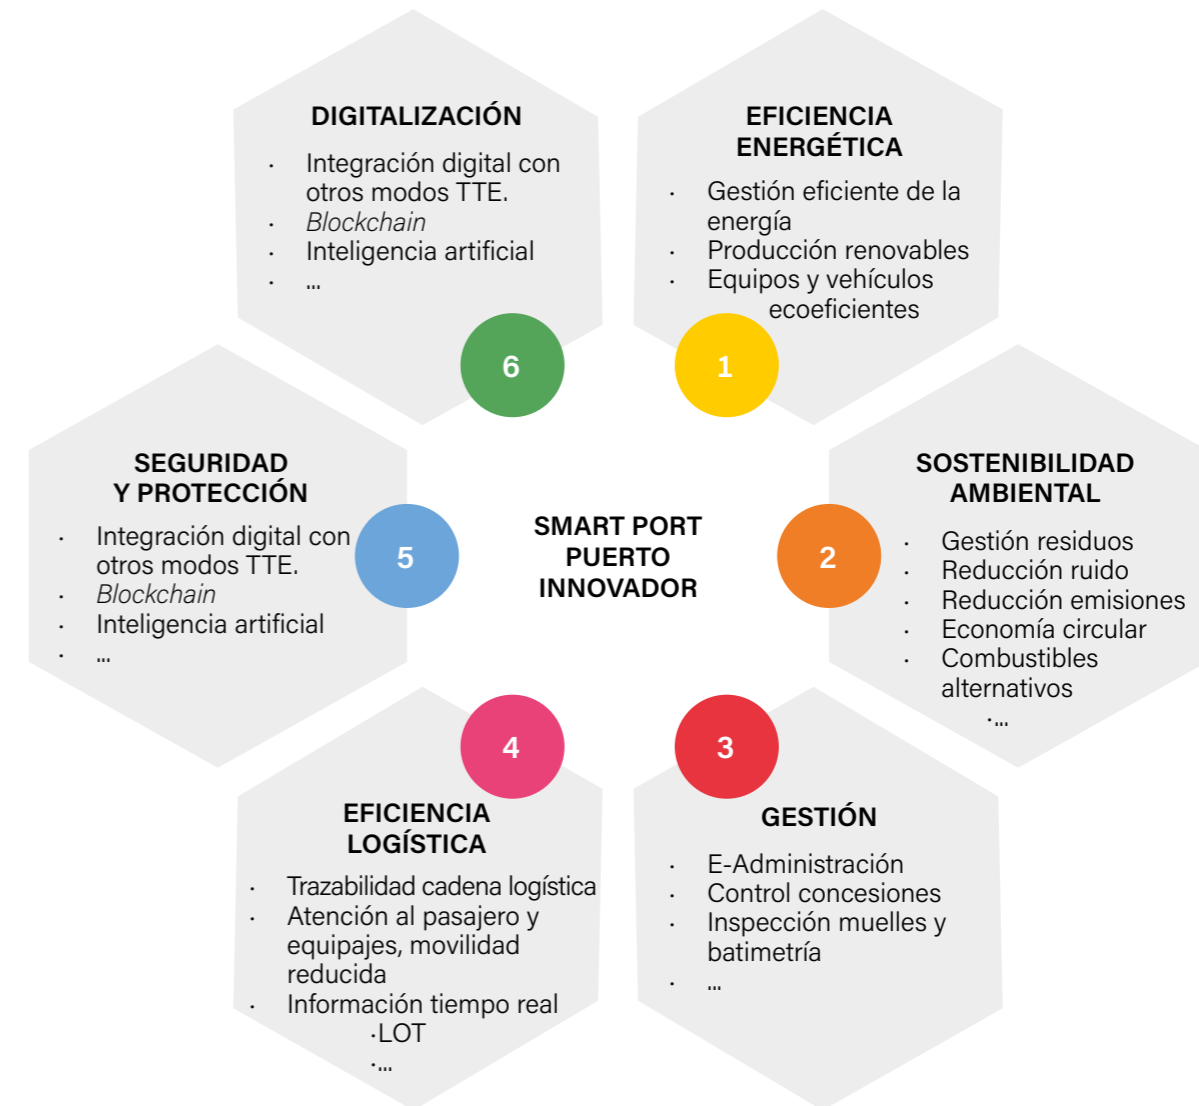 DIGITALIZACIÓN
· Integración digital con
otros modos TTE.
· Blockchain
· Inteligencia artificial
· ...
6
EFICIENCIA
ENERGÉTICA
· Gestión eficiente de la
energía
· Producción renovables
· Equipos y vehículos
ecoeficientes
1
SEGURIDAD
Y PROTECCIÓN
· Integración digital con
otros modos TTE.
· Blockchain
· Inteligencia artificial
· ...
5
SMART PORT
PUERTO
INNOVADOR
2
SOSTENIBILIDAD
AMBIENTAL
· Gestión residuos
· Reducción ruido
· Reducción emisiones
· Economía circular
· Combustibles
alternativos
·...
4
EFICIENCIA
LOGÍSTICA
· Trazabilidad cadena logística
· Atención al pasajero y
equipajes, movilidad
reducida
· Información tiempo real
·LOT
·...
3
GESTIÓN
· E-Administración
· Control concesiones
· Inspección muelles y
batimetría
· ...